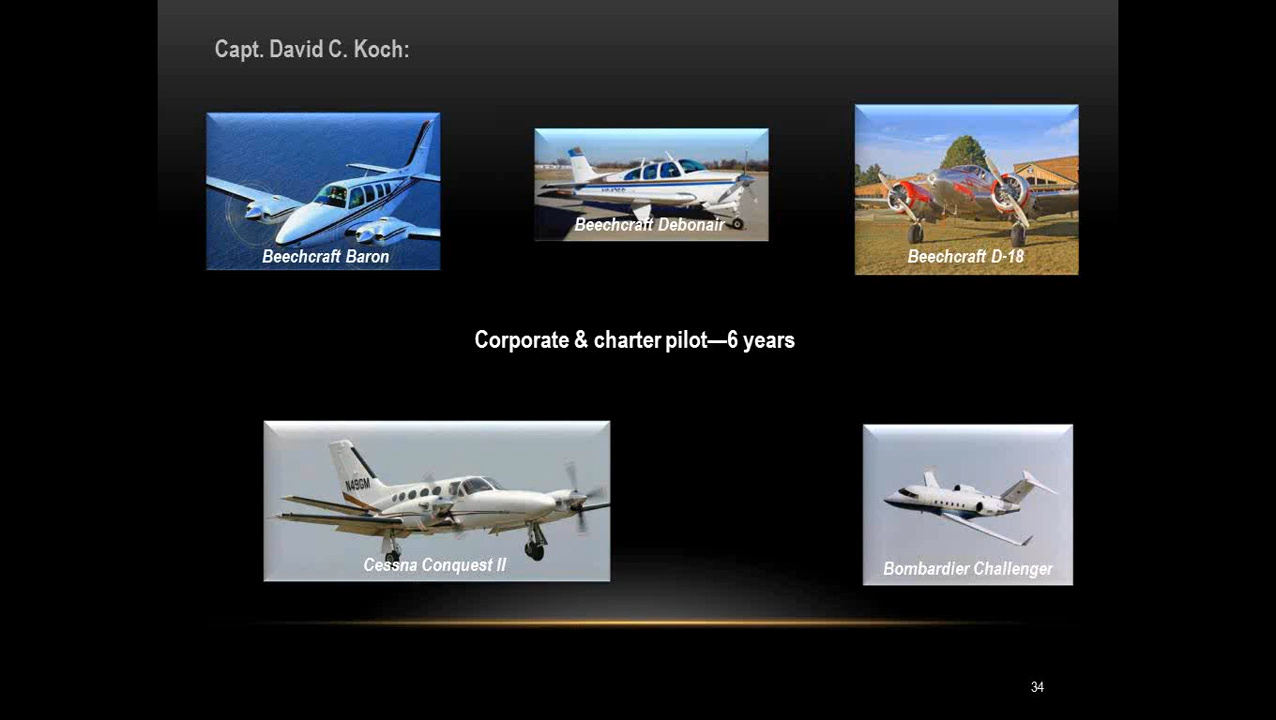 Capt. David C. Koch:
Beechcraft Baron
Beechcraft Debonair
Beechcraft D-18
Corporate & charter pilot—6 years
N49GM
Cessna Conquest II
Bombardier Challenger
34